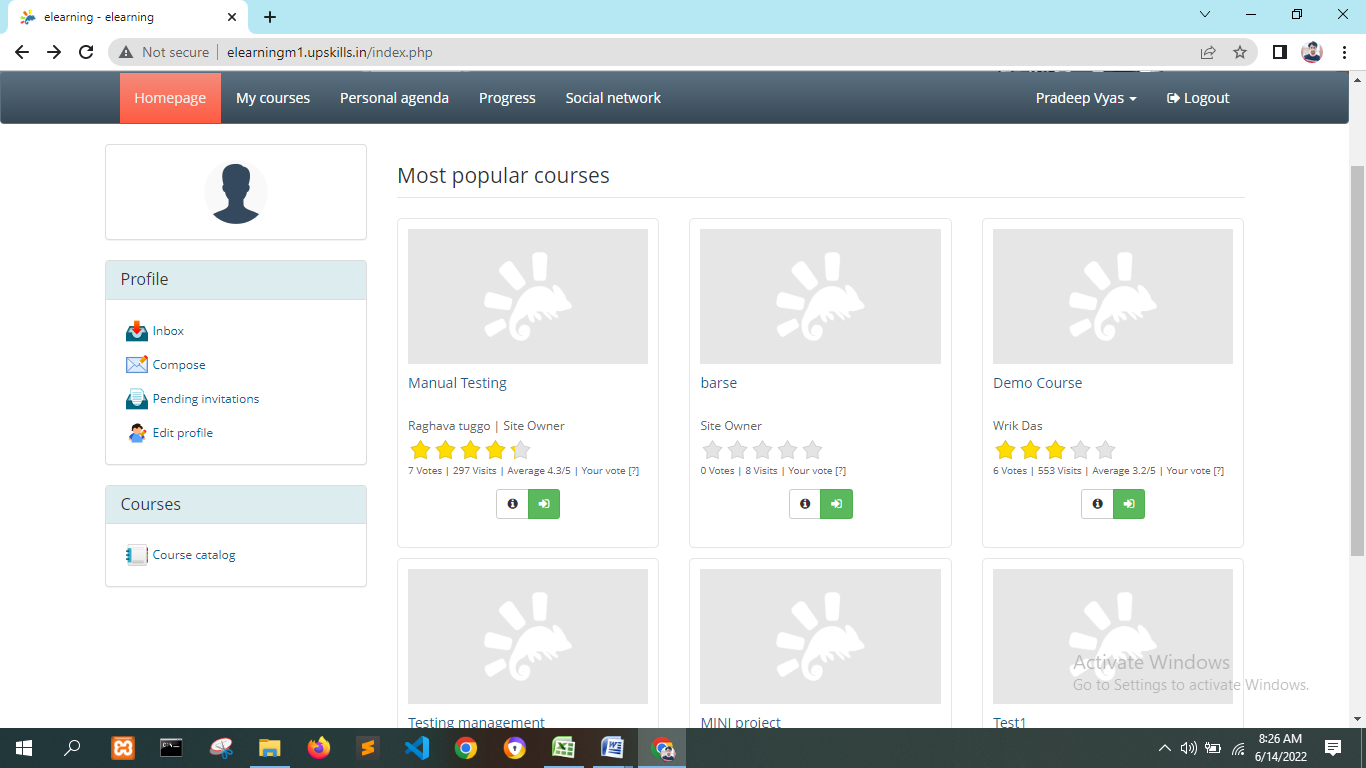 elearning - elearning
Not secure
elearningm1.upskills.in/index.php
Homepage
My courses
Personal agenda
Progress
Social network
Pradeep Vyas
Logout
Profile
Inbox
Compose
Pending invitations
Edit profile
Courses
Course catalog
Most popular courses
Manual Testing
Raghava tuggo | Site Owner
7 Votes | 297 Visits | Average 4.3/5 | Your vote [?]
barse
Site Owner
0 Votes | 8 Visits | Your vote [?]
Demo Course
Wrik Das
6 Votes | 553 Visits | Average 3.2/5 | Your vote [?]
Testing management
MINI project
Test1
Activate Windows
Go to Settings to activate Windows.
8:26 AM
6/14/2022